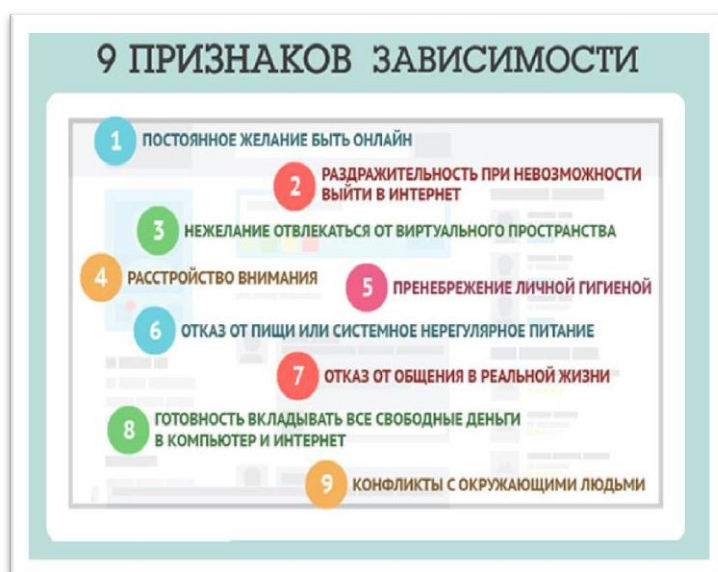 9 ПРИЗНАКОВ ЗАВИСИМОСТИ
1 ПОСТОЯННОЕ ЖЕЛАНИЕ БЫТЬ ОНЛАЙН
2 РАЗДРАЖИТЕЛЬНОСТЬ ПРИ НЕВОЗМОЖНОСТИ
ВЫЙТИ В ИНТЕРНЕТ
3 НЕЖЕЛАНИЕ ОТВЛЕКАТЬСЯ ОТ ВИРТУАЛЬНОГО ПРОСТРАНСТВА
4 РАССТРОЙСТВО ВНИМАНИЯ
5 ПРЕНЕБРЕЖЕНИЕ ЛИЧНОЙ ГИГИЕНОЙ
6 ОТКАЗ ОТ ПИЩИ ИЛИ СИСТЕМНОЕ НЕРЕГУЛЯРНОЕ ПИТАНИЕ
7 ОТКАЗ ОТ ОБЩЕНИЯ В РЕАЛЬНОЙ ЖИЗНИ
8 ГОТОВНОСТЬ ВКЛАДЫВАТЬ ВСЕ СВОБОДНЫЕ ДЕНЬГИ
В КОМПЬЮТЕР И ИНТЕРНЕТ
9 КОНФЛИКТЫ С ОКРУЖАЮЩИМИ ЛЮДЬМИ